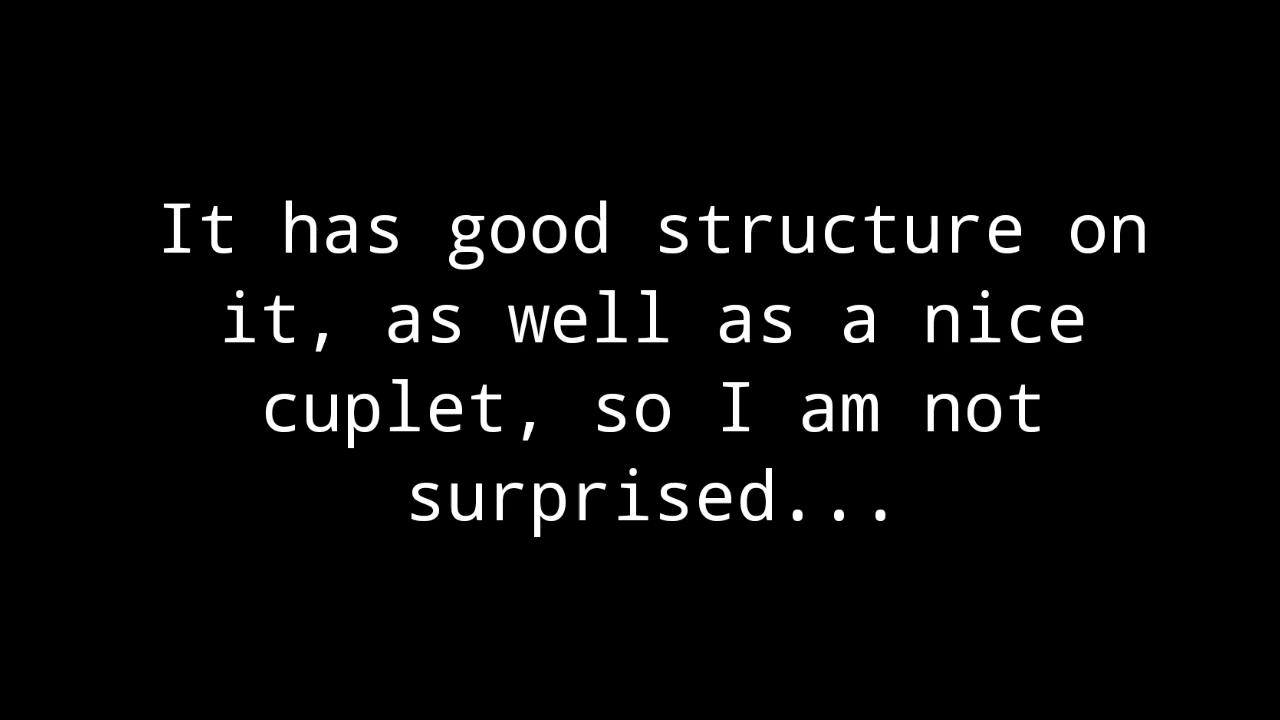 It has good structure on
it, as well as a nice
cuplet, so I am not
surprised...